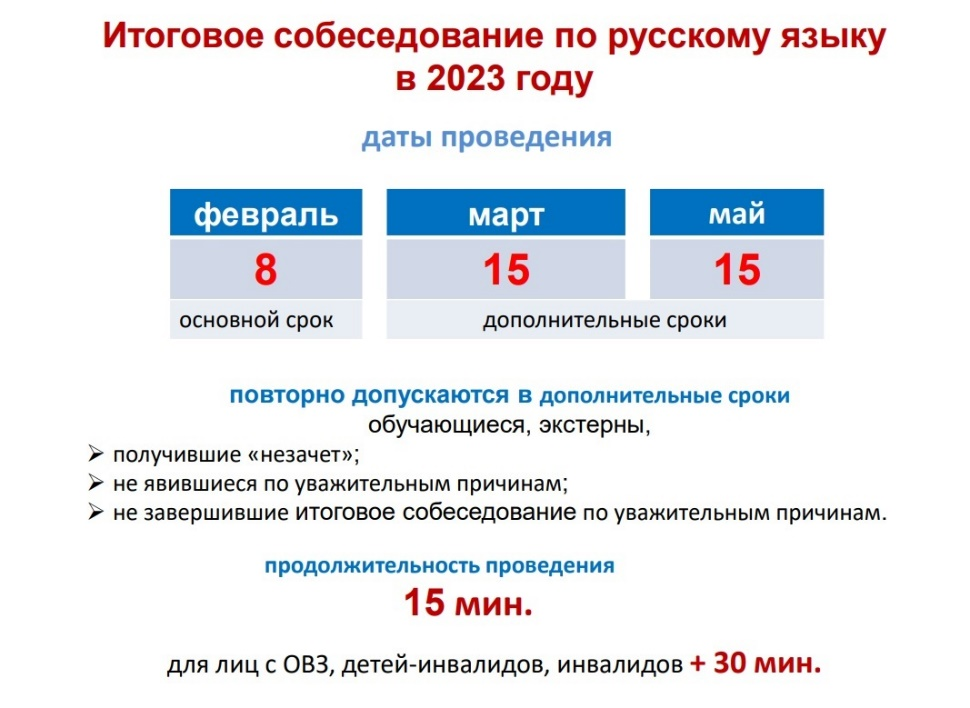 Итоговое собеседование по русскому языку
в 2023 году
даты проведения
февраль март май
8 15 15
основной срок дополнительные сроки
повторно допускаются в дополнительные сроки
обучающиеся, экстерны,
➢ получившие «незачет»;
➢ не явившиеся по уважительным причинам;
➢ не завершившие итоговое собеседование по уважительным причинам.
продолжительность проведения
15 мин.
для лиц с ОВЗ, детей-инвалидов, инвалидов + 30 мин.